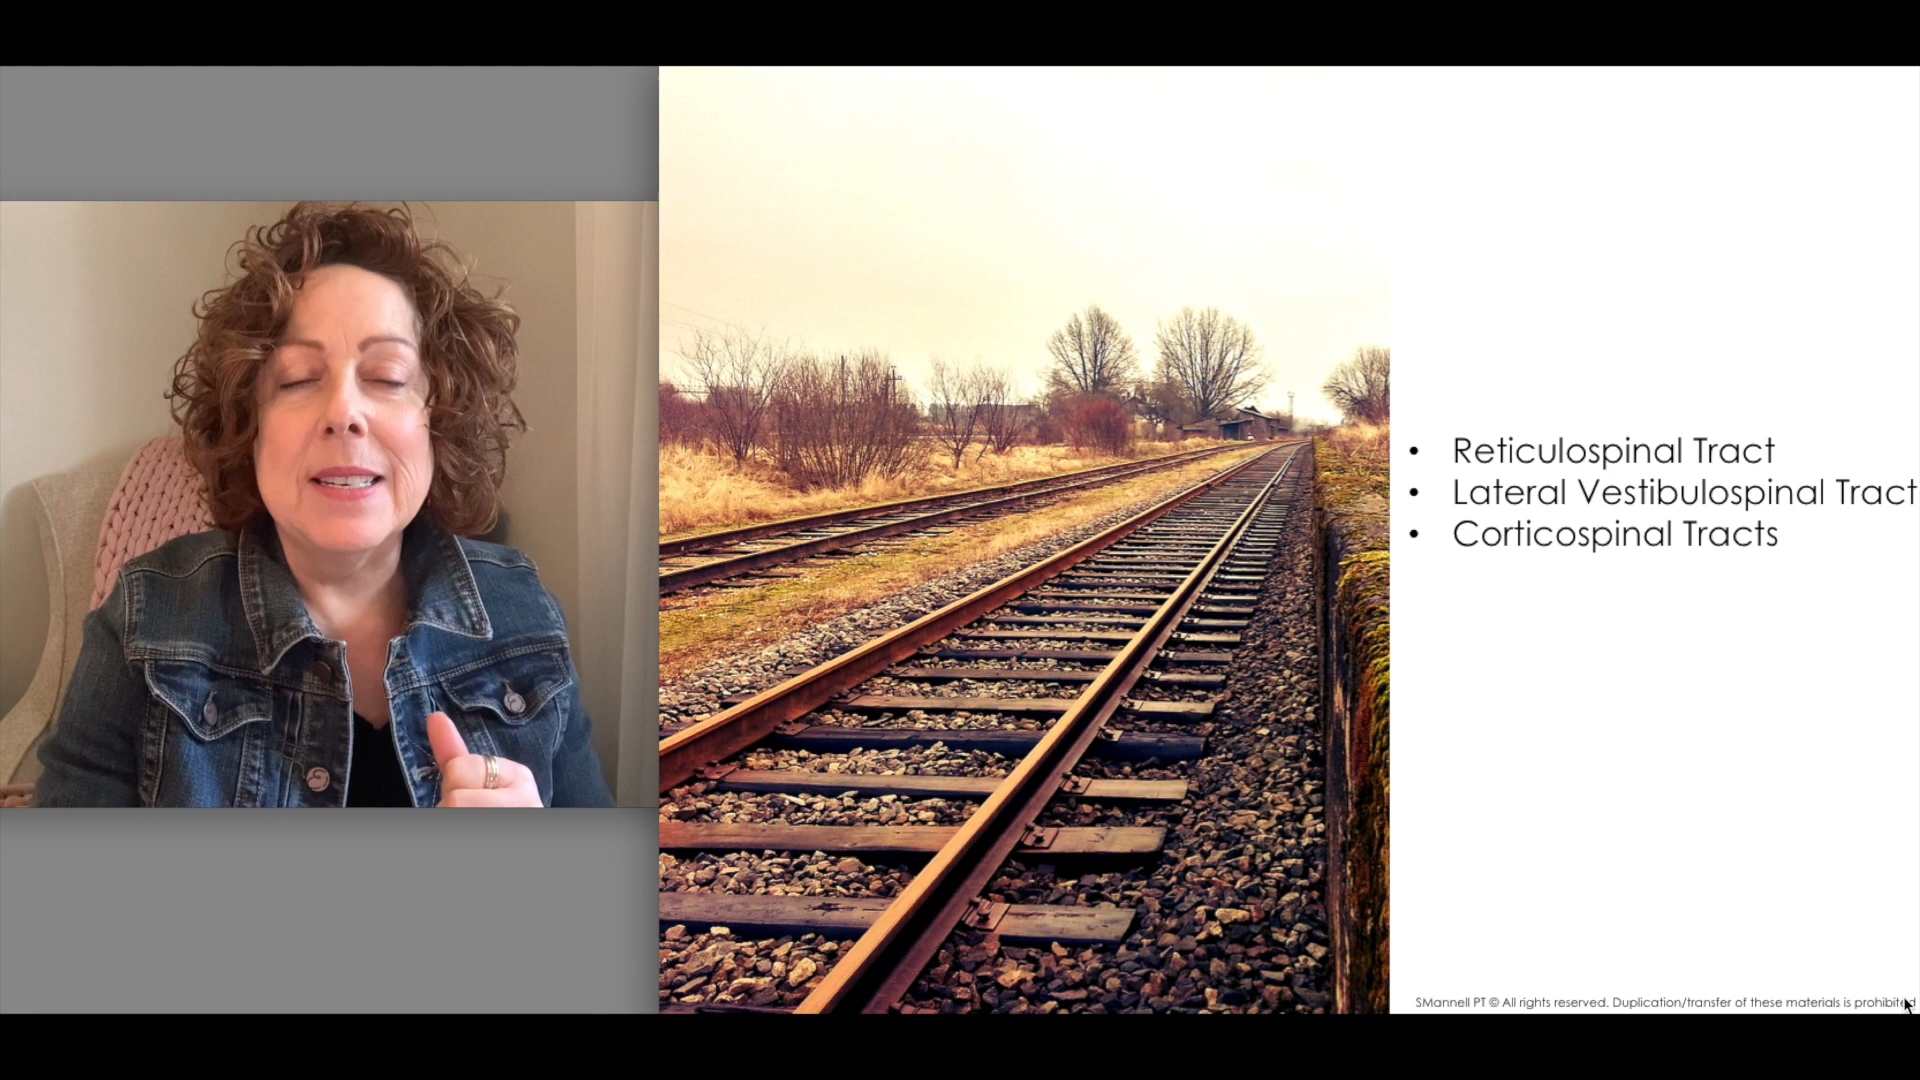 • Reticulospinal Tract
• Lateral Vestibulospinal Tract
• Corticospinal Tracts
SMannell PT © All rights reserved. Duplication/transfer of these materials is prohibited